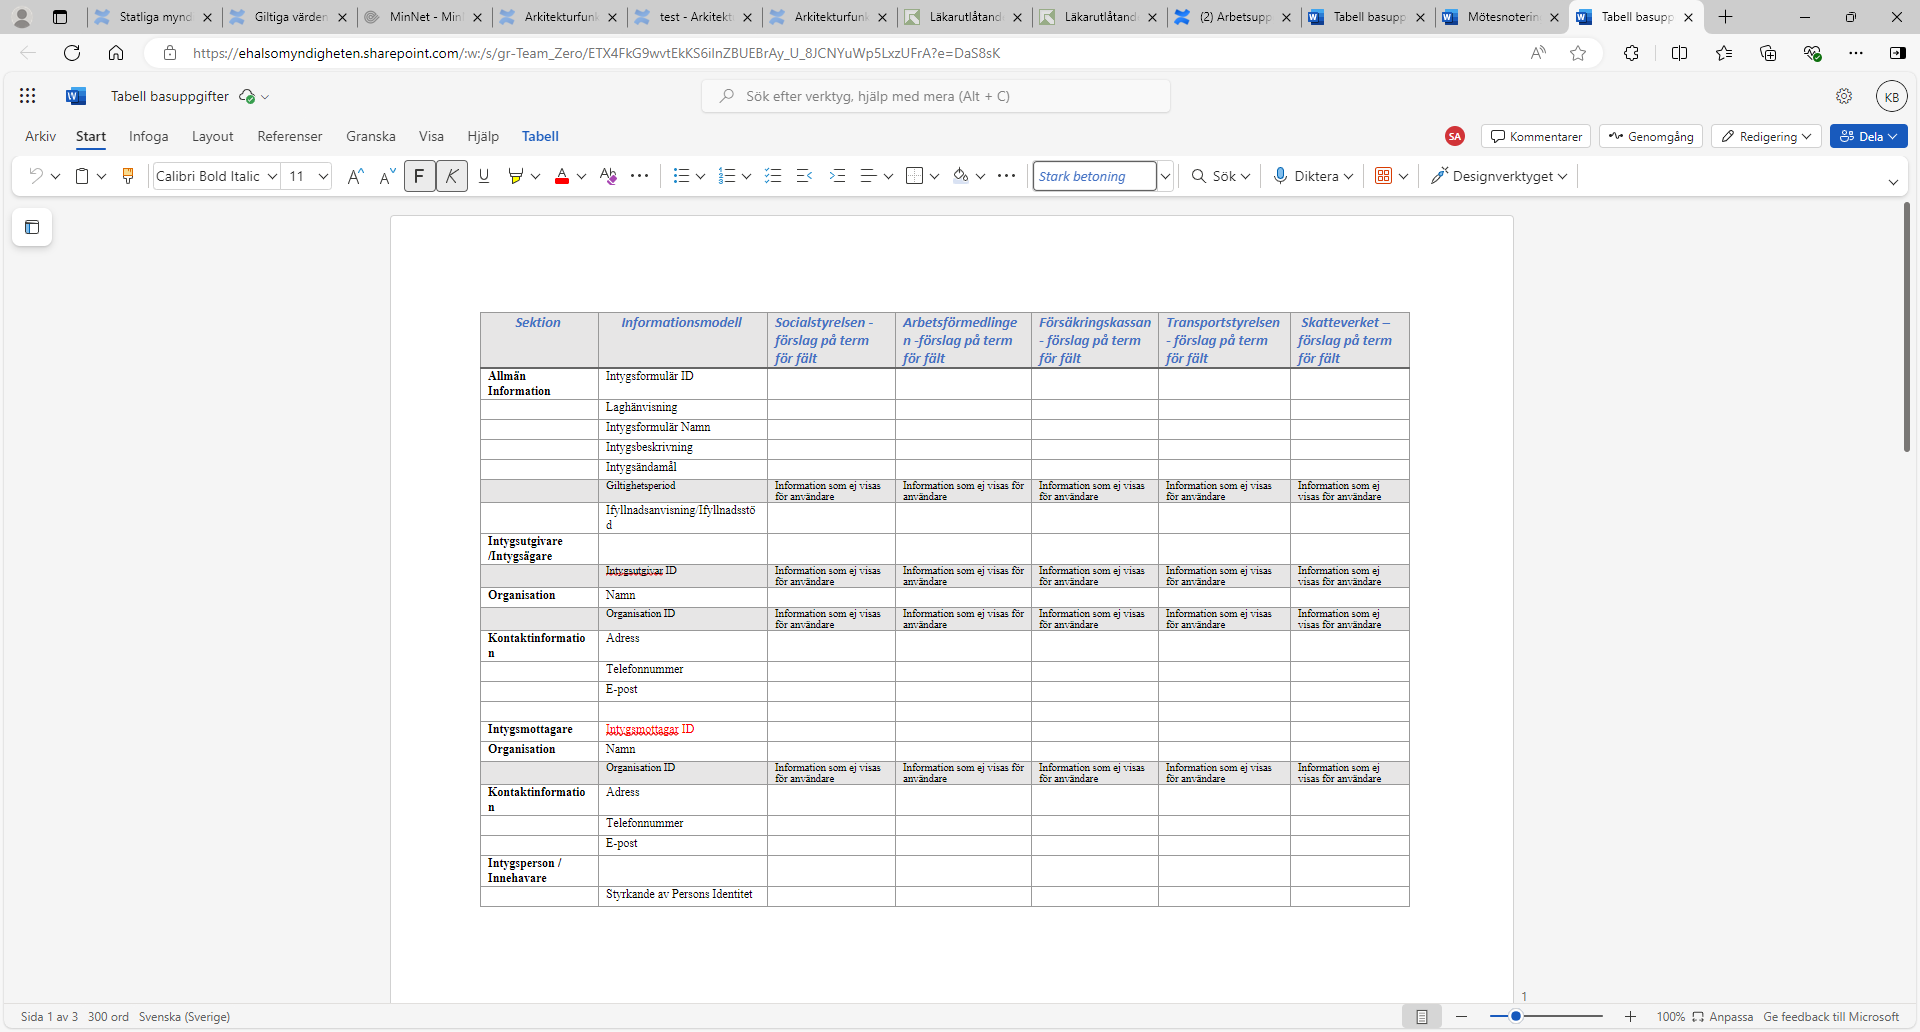 Statliga mynd
Giltiga värden
MinNet - Min
Arkitekturfun
test - Arkitekt
Arkitekturfun
Läkarutlåtand
Läkarutlåtand
(2) Arbetsupp
Tabell basupp
Mötesnoterin
Tabell basupp
https://ehalsomyndigheten.sharepoint.com/:w:/s/gr-Team_Zero/ETX4FkG9wvtEkKS6iInZBUEBrAy_U_8JCNYuWp5LxzUFrA?e=DaS8sK
Tabell basuppgifter
Sök efter verktyg, hjälp med mera (Alt + C)
KB
Arkiv Start Infoga Layout Referenser Granska Visa Hjälp Tabell
SA Kommentarer Genomgång Redigering Dela
Calibri Bold Italic 11 F K U Stark betoning Sök Diktera Designverktyget
Sektion
Informationsmodell
Socialstyrelsen -
förslag på term
för fält
Arbetsförmedlinge
n -förslag på term
för fält
Försäkringskassan
- förslag på term
för fält
Transportstyrelsen
- förslag på term
för fält
Skatteverket –
förslag på term
för fält
Allmän
Information
Intygsformulär ID
Laghänvisning
Intygsformulär Namn
Intygsbeskrivning
Intygsändamål
Giltighetsperiod
Information som ej visas
för användare
Information som ej visas för
användare
Information som ej visas
för användare
Information som ej visas
för användare
Information som ej
visas för användare
Ifyllnadsanvisning/Ifyllnadsstö
d
Intygsutgivare
/Intygsägare
Intygsutgivar ID
Information som ej visas
för användare
Information som ej visas för
användare
Information som ej visas
för användare
Information som ej visas
för användare
Information som ej
visas för användare
Organisation
Namn
Organisation ID
Information som ej visas
för användare
Information som ej visas för
användare
Information som ej visas
för användare
Information som ej visas
för användare
Information som ej
visas för användare
Kontaktinformatio
n
Adress
Telefonnummer
E-post
Intygsmottagare
Intygsmottagar ID
Organisation
Namn
Organisation ID
Information som ej visas
för användare
Information som ej visas för
användare
Information som ej visas
för användare
Information som ej visas
för användare
Information som ej
visas för användare
Kontaktinformatio
n
Adress
Telefonnummer
E-post
Intygsperson /
Innehavare
Styrkande av Persons Identitet
1
Sida 1 av 3 300 ord Svenska (Sverige)
100% Anpassa Ge feedback till Microsoft